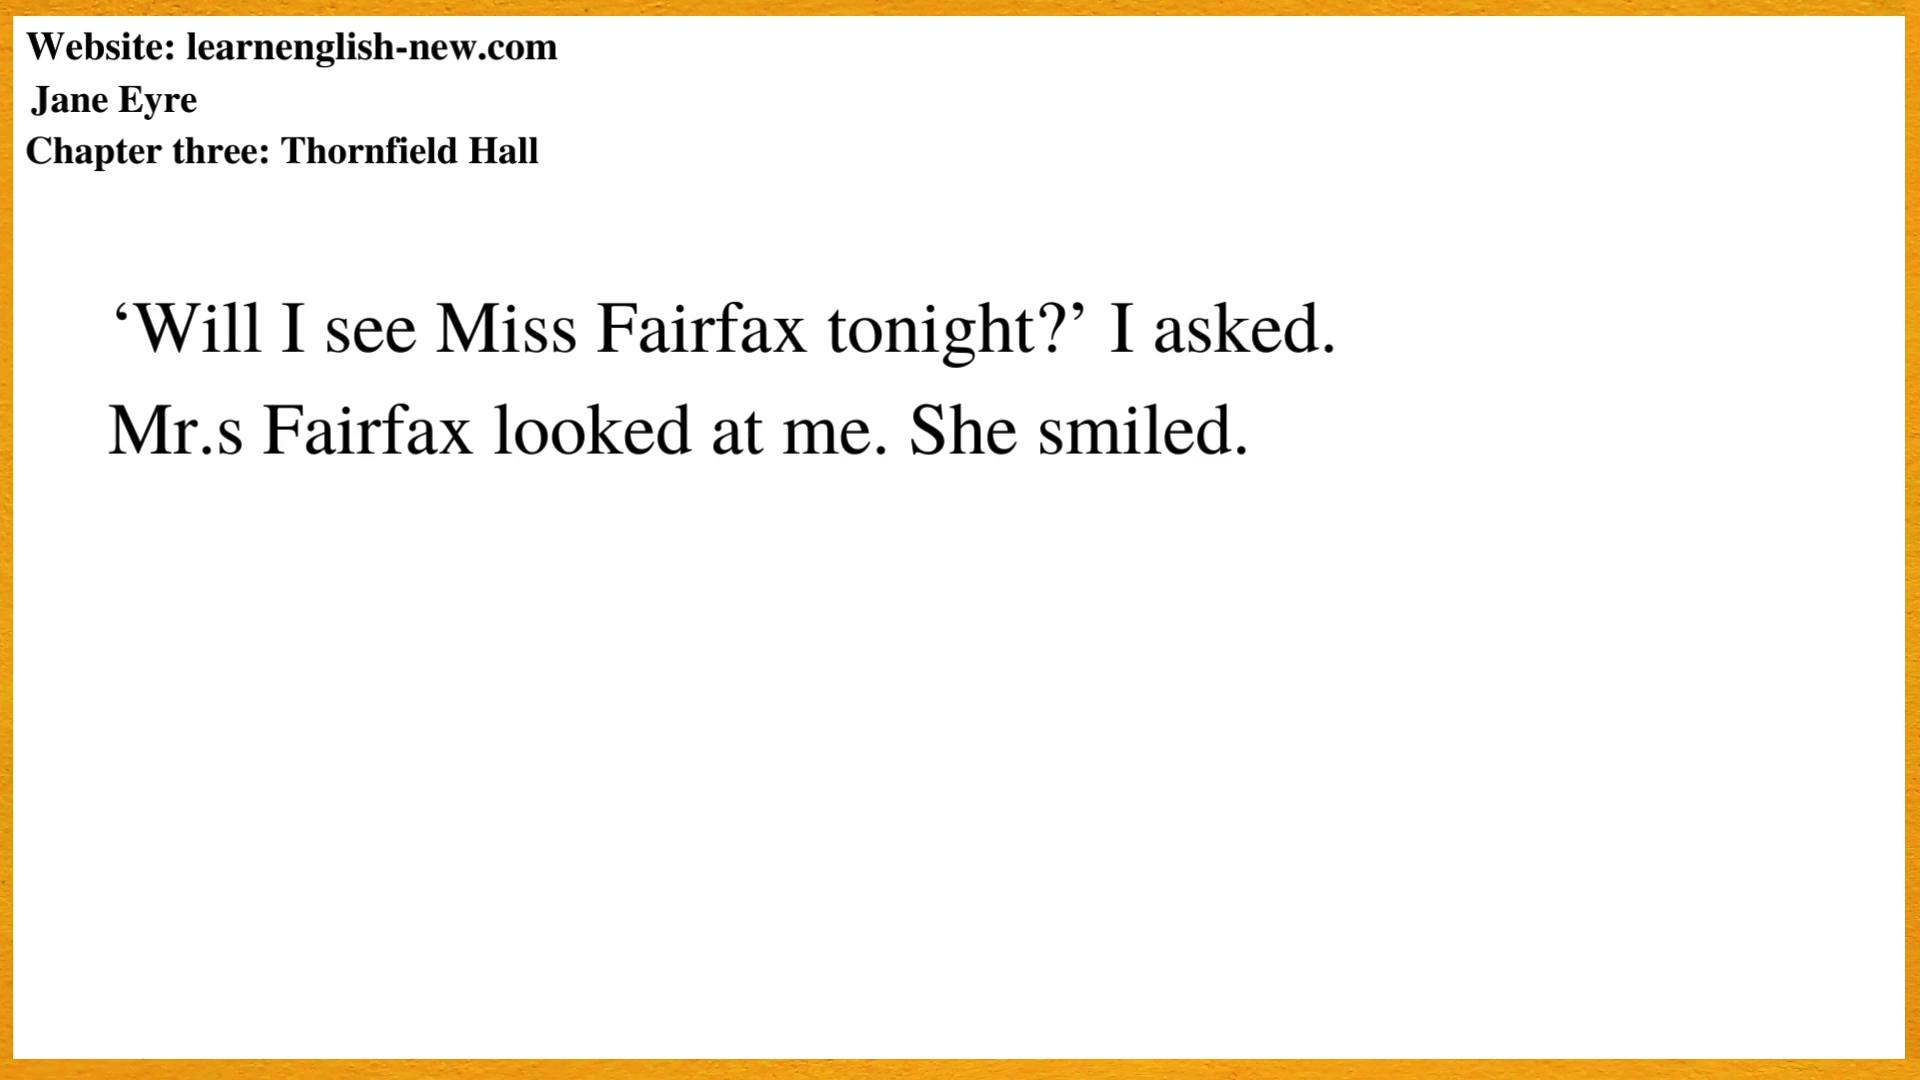 Website: learnenglish-new.com
Jane Eyre
Chapter three: Thornfield Hall
‘Will I see Miss Fairfax tonight?’ I asked.
Mr.s Fairfax looked at me. She smiled.